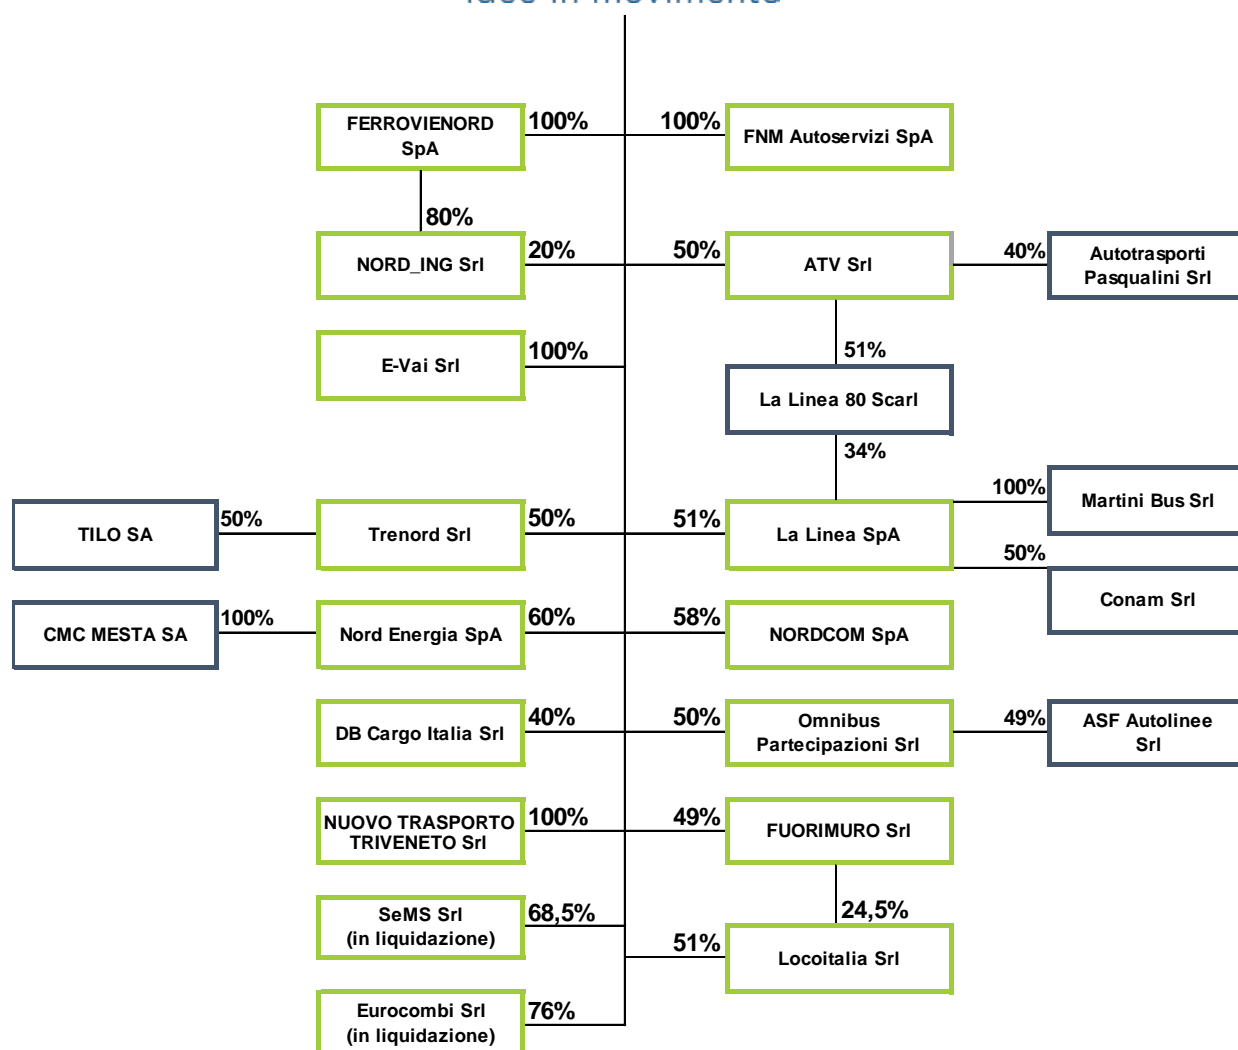 idee in movimento
FERROVIENORD
SpA
100%
100%
FNM Autoservizi SpA
80%
NORD_ING Srl
20%
50%
ATV Srl
40%
Autotrasporti
Pasqualini Srl
E-Vai Srl
100%
51%
La Linea 80 Scarl
34%
TILO SA
50%
Trenord Srl
50%
51%
La Linea SpA
100%
Martini Bus Srl
50%
Conam Srl
CMC MESTA SA
100%
Nord Energia SpA
60%
58%
NORDCOM SpA
DB Cargo Italia Srl
40%
50%
Omnibus
Partecipazioni Srl
49%
ASF Autolinee
Srl
NUOVO TRASPORTO
TRIVENETO Srl
100%
49%
FUORIMURO Srl
SeMS Srl
(in liquidazione)
68,5%
24,5%
51%
Locoitalia Srl
Eurocombi Srl
(in liquidazione)
76%